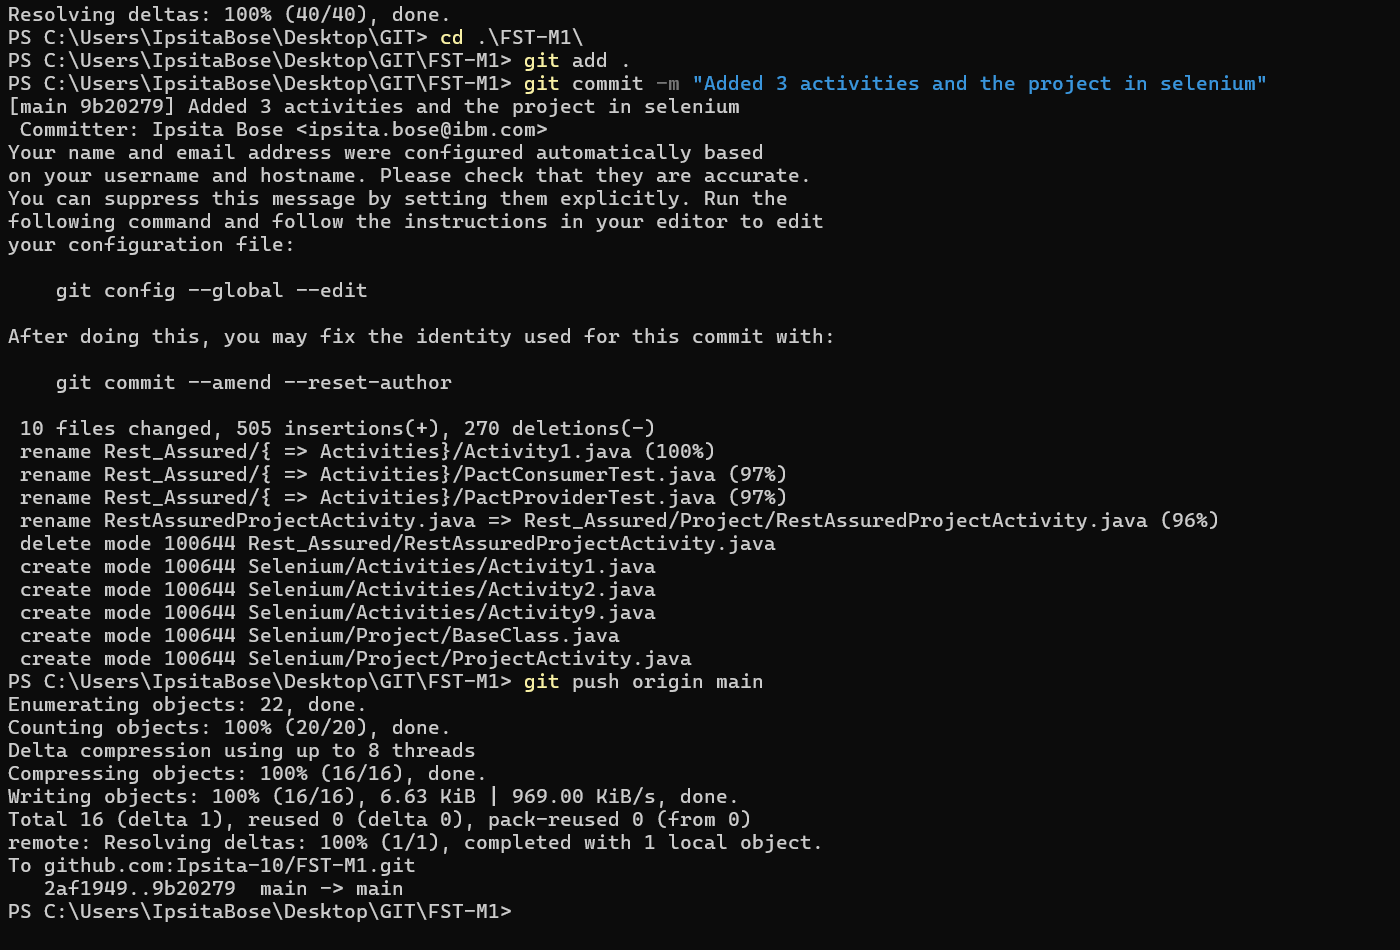 Resolving deltas: 100% (40/40), done.
PS C:\Users\IpsitaBose\Desktop\GIT> cd .\FST-M1\
PS C:\Users\IpsitaBose\Desktop\GIT\FST-M1> git add .
PS C:\Users\IpsitaBose\Desktop\GIT\FST-M1> git commit -m "Added 3 activities and the project in selenium"
[main 9b20279] Added 3 activities and the project in selenium
 Committer: Ipsita Bose <ipsita.bose@ibm.com>
Your name and email address were configured automatically based
on your username and hostname. Please check that they are accurate.
You can suppress this message by setting them explicitly. Run the
following command and follow the instructions in your editor to edit
your configuration file:

    git config --global --edit

After doing this, you may fix the identity used for this commit with:

    git commit --amend --reset-author

 10 files changed, 505 insertions(+), 270 deletions(-)
 rename Rest_Assured/{ => Activities}/Activity1.java (100%)
 rename Rest_Assured/{ => Activities}/PactConsumerTest.java (97%)
 rename Rest_Assured/{ => Activities}/PactProviderTest.java (97%)
 rename RestAssuredProjectActivity.java => Rest_Assured/Project/RestAssuredProjectActivity.java (96%)
 delete mode 100644 Rest_Assured/RestAssuredProjectActivity.java
 create mode 100644 Selenium/Activities/Activity1.java
 create mode 100644 Selenium/Activities/Activity2.java
 create mode 100644 Selenium/Activities/Activity9.java
 create mode 100644 Selenium/Project/BaseClass.java
 create mode 100644 Selenium/Project/ProjectActivity.java
PS C:\Users\IpsitaBose\Desktop\GIT\FST-M1> git push origin main
Enumerating objects: 22, done.
Counting objects: 100% (20/20), done.
Delta compression using up to 8 threads
Compressing objects: 100% (16/16), done.
Writing objects: 100% (16/16), 6.63 KiB | 969.00 KiB/s, done.
Total 16 (delta 1), reused 0 (delta 0), pack-reused 0 (from 0)
remote: Resolving deltas: 100% (1/1), completed with 1 local object.
To github.com:Ipsita-10/FST-M1.git
   2af1949..9b20279  main -> main
PS C:\Users\IpsitaBose\Desktop\GIT\FST-M1>